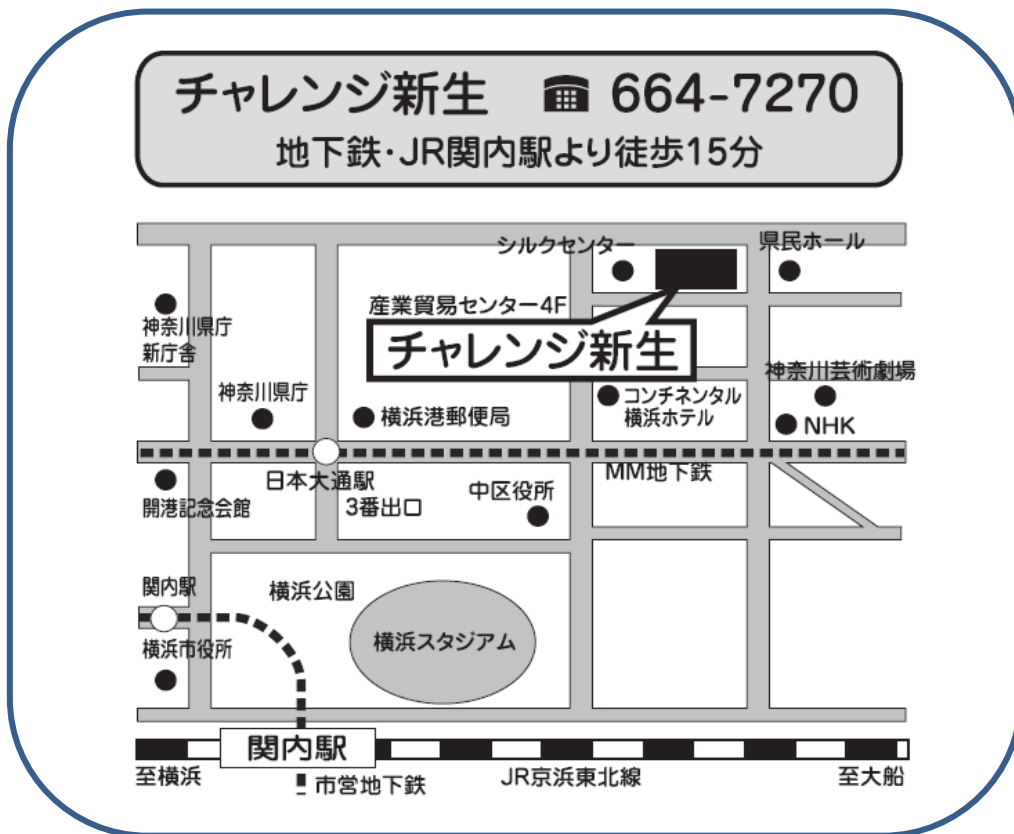 チャレンジ新生 ☎ 664-7270
地下鉄・JR関内駅より徒歩15分
シルクセンター
県民ホール
神奈川県庁
新庁舎
産業貿易センター4F
チャレンジ新生
神奈川県庁
横浜港郵便局
コンチネンタル
横浜ホテル
神奈川芸術劇場
NHK
日本大通駅
3番出口
中区役所
MM地下鉄
開港記念会館
関内駅
横浜公園
横浜スタジアム
横浜市役所
関内駅
至横浜
市営地下鉄
JR京浜東北線
至大船